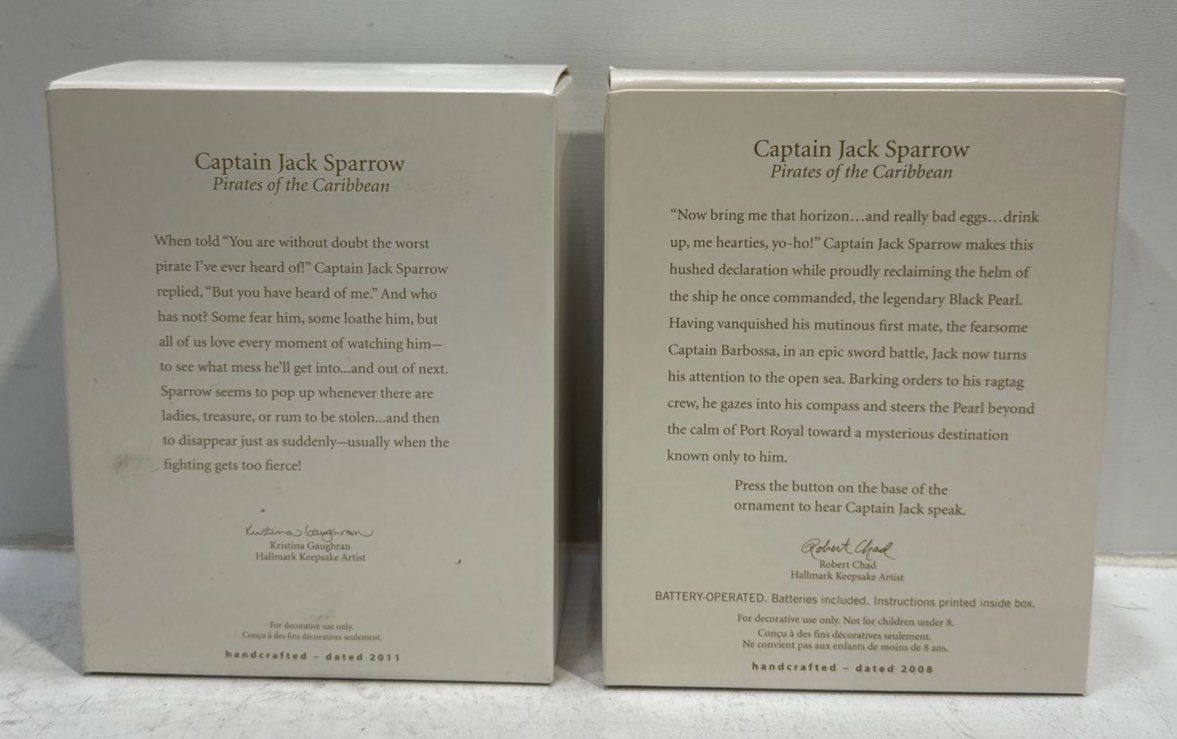 Captain Jack Sparrow
Pirates of the Caribbean
When told “You are without doubt the worst
pirate I’ve ever heard of!” Captain Jack Sparrow
replied, “But you have heard of me.” And who
has not? Some fear him, some loathe him, but
all of us love every moment of watching him—
to see what mess he’ll get into...and out of next.
Sparrow seems to pop up whenever there are
ladies, treasure, or rum to be stolen...and then
to disappear just as suddenly—usually when the
fighting gets too fierce!
Kristina Gaughran
Kristina Gaughran
Hallmark Keepsake Artist
For decorative use only.
Conçu à des fins décoratives seulement.
handcrafted – dated 2011
Captain Jack Sparrow
Pirates of the Caribbean
“Now bring me that horizon…and really bad eggs…drink
up, me hearties, yo-ho!” Captain Jack Sparrow makes this
hushed declaration while proudly reclaiming the helm of
the ship he once commanded, the legendary Black Pearl.
Having vanquished his mutinous first mate, the fearsome
Captain Barbossa, in an epic sword battle, Jack now turns
his attention to the open sea. Barking orders to his ragtag
crew, he gazes into his compass and steers the Pearl beyond
the calm of Port Royal toward a mysterious destination
known only to him.
Press the button on the base of the
ornament to hear Captain Jack speak.
Robert Chad
Robert Chad
Hallmark Keepsake Artist
BATTERY-OPERATED. Batteries included. Instructions printed inside box.
For decorative use only. Not for children under 8.
Conçu à des fins décoratives seulement.
Ne convient pas aux enfants de moins de 8 ans.
handcrafted – dated 2008